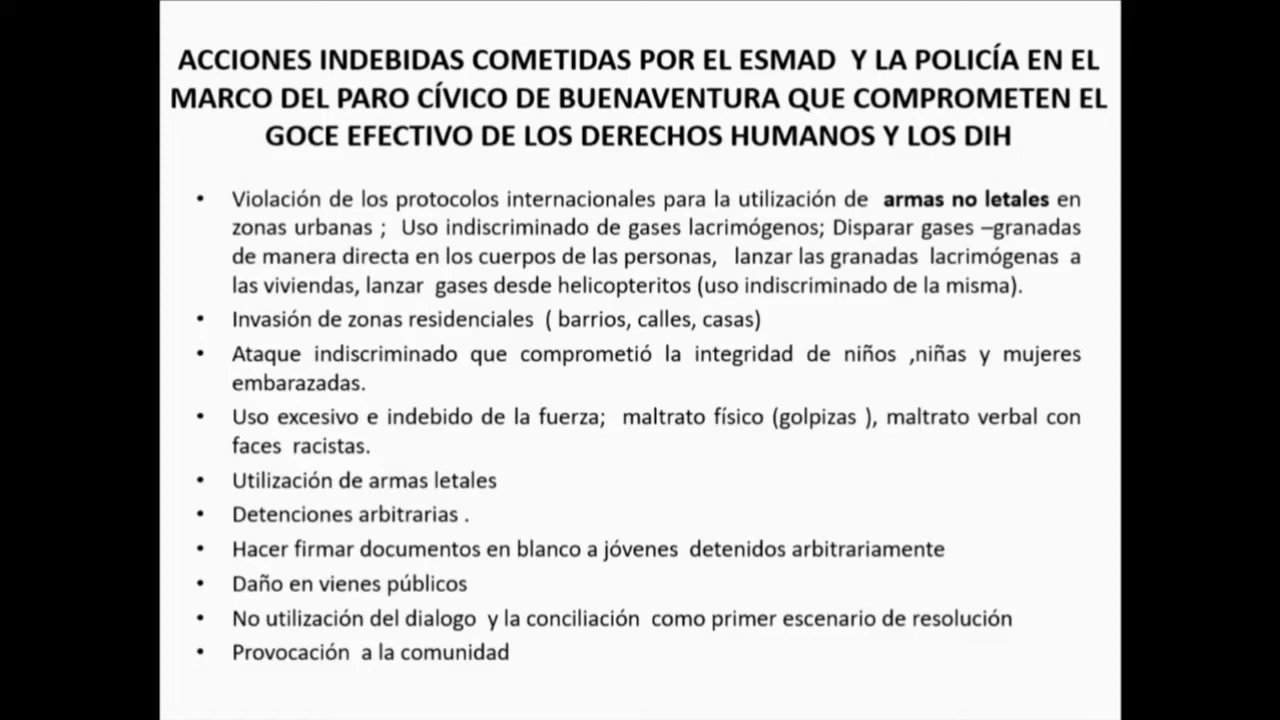 ACCIONES INDEBIDAS COMETIDAS POR EL ESMAD Y LA POLICÍA EN EL
MARCO DEL PARO CÍVICO DE BUENAVENTURA QUE COMPROMETEN EL
GOCE EFECTIVO DE LOS DERECHOS HUMANOS Y LOS DIH
• Violación de los protocolos internacionales para la utilización de armas no letales en
zonas urbanas ; Uso indiscriminado de gases lacrimógenos; Disparar gases –granadas
de manera directa en los cuerpos de las personas, lanzar las granadas lacrimógenas a
las viviendas, lanzar gases desde helicopteritos (uso indiscriminado de la misma).
• Invasión de zonas residenciales ( barrios, calles, casas)
• Ataque indiscriminado que comprometió la integridad de niños ,niñas y mujeres
embarazadas.
• Uso excesivo e indebido de la fuerza; maltrato físico (golpizas ), maltrato verbal con
faces racistas.
• Utilización de armas letales
• Detenciones arbitrarias .
• Hacer firmar documentos en blanco a jóvenes detenidos arbitrariamente
• Daño en vienes públicos
• No utilización del dialogo y la conciliación como primer escenario de resolución
• Provocación a la comunidad